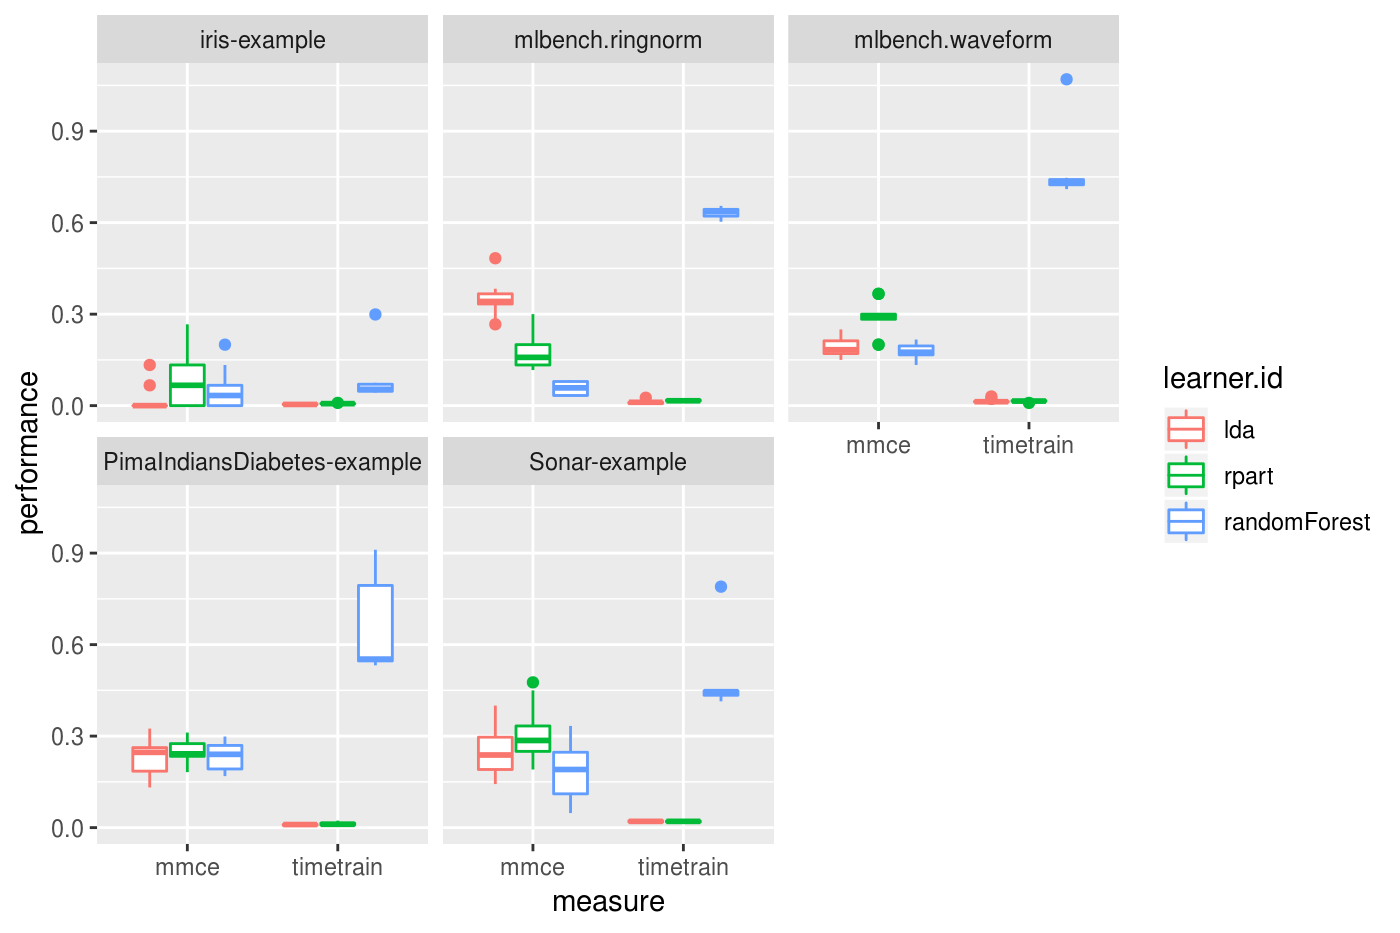 iris-example
mlbench.ringnorm
mlbench.waveform
0.9
0.6
0.3
0.0
mmce
timetrain
PimaIndiansDiabetes-example
Sonar-example
0.9
0.6
0.3
0.0
mmce
timetrain
mmce
timetrain
measure
performance
learner.id
lda
rpart
randomForest